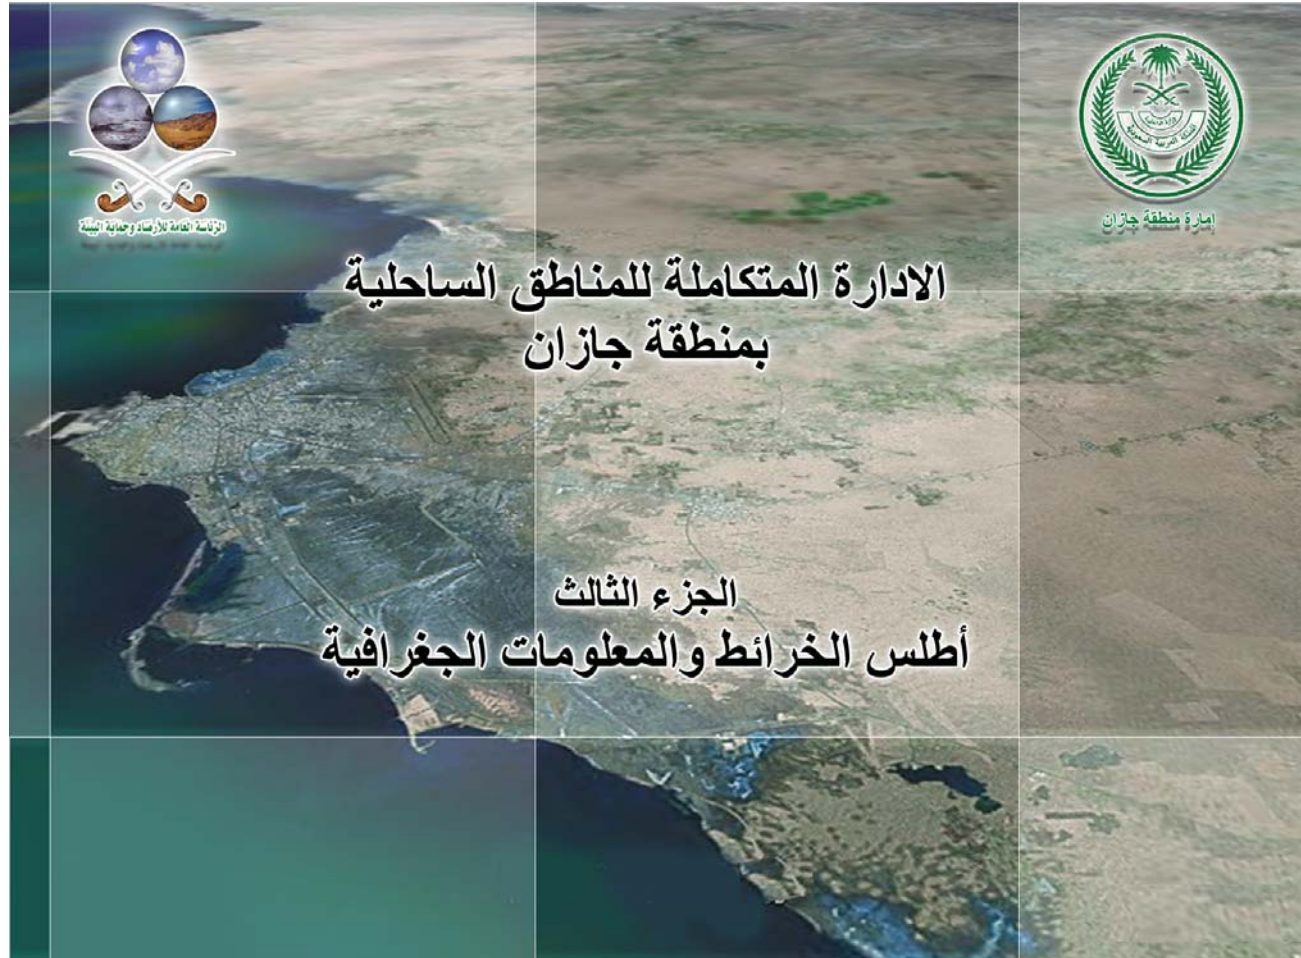 الرئاسة العامة للأرصاد وحماية البيئة
إمارة منطقة جازان
الادارة المتكاملة للمناطق الساحلية
بمنطقة جازان
الجزء الثالث
أطلس الخرائط والمعلومات الجغرافية